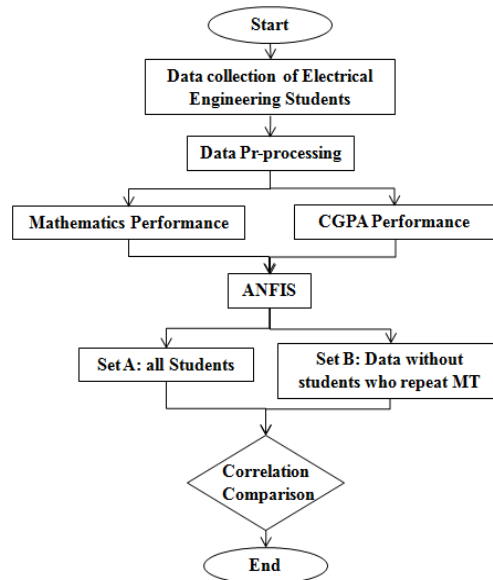 Start
Data collection of Electrical
Engineering Students
Data Pr-processing
Mathematics Performance
CGPA Performance
ANFIS
Set A: all Students
Set B: Data without
students who repeat MT
Correlation
Comparison
End